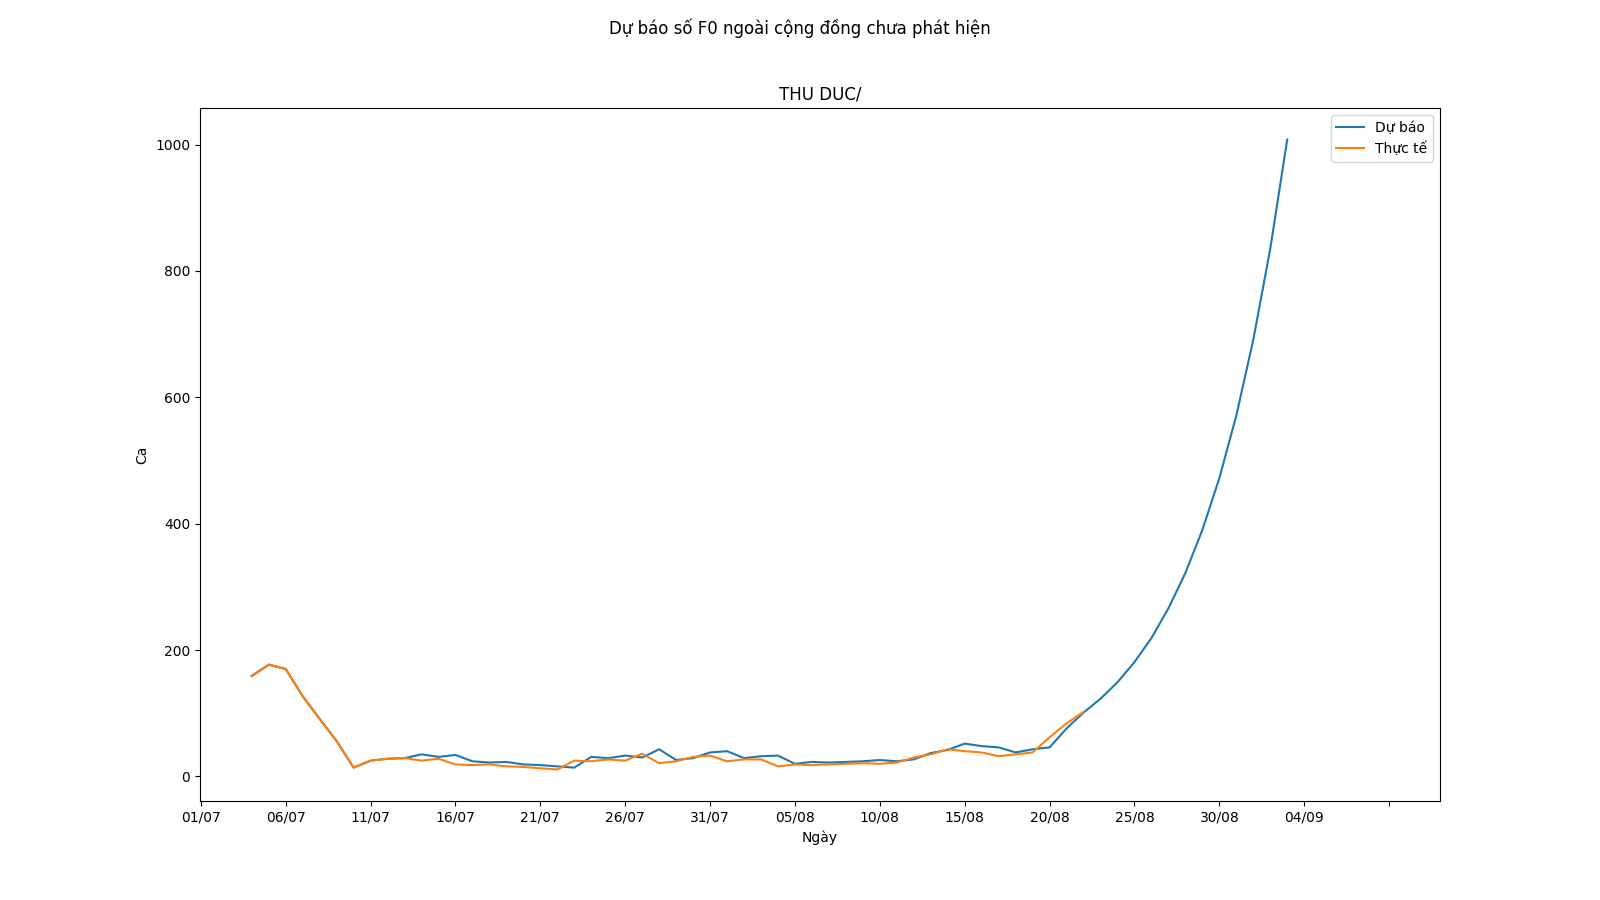 Dự báo số F0 ngoài cộng đồng chưa phát hiện
THU DUC/
Dự báo
Thực tế
1000
800
600
400
200
0
Ca
01/07 06/07 11/07 16/07 21/07 26/07 31/07 05/08 10/08 15/08 20/08 25/08 30/08 04/09
Ngày